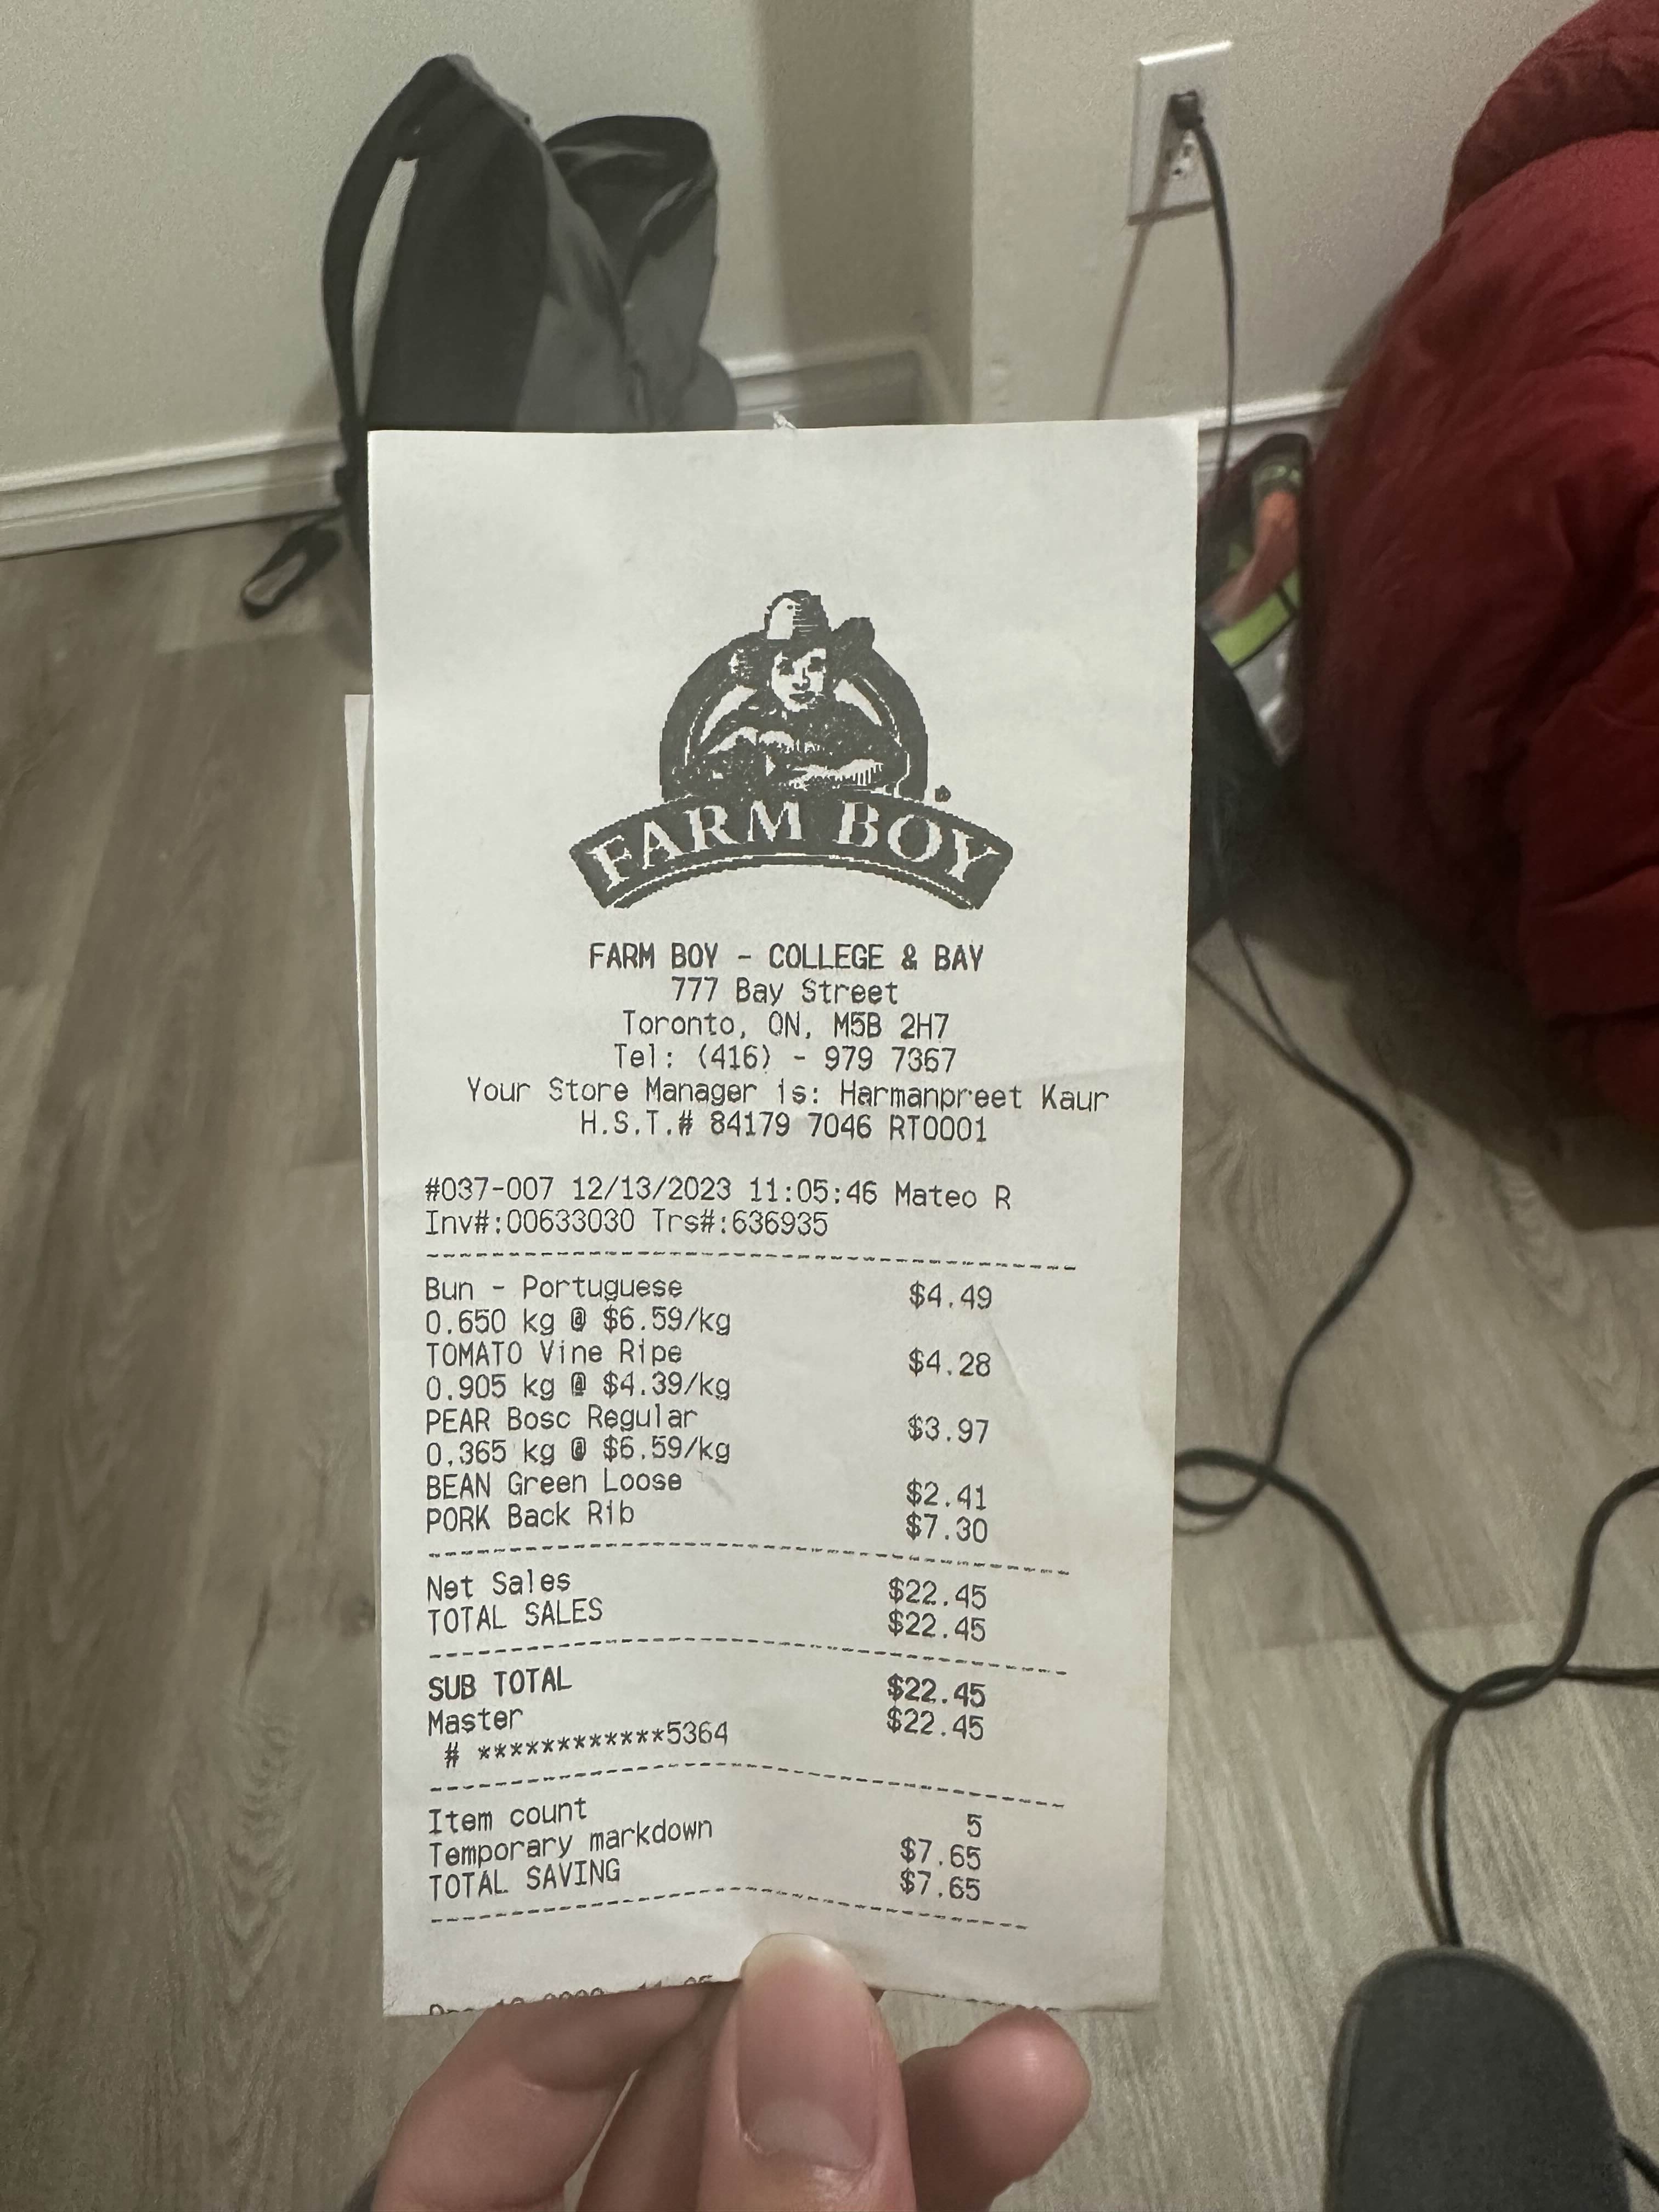 FARM BOY
FARM BOY - COLLEGE & BAY
777 Bay Street
Toronto, ON, M5B 2H7
Tel: (416) - 979 7367
Your Store Manager is: Harmanpreet Kaur
H.S.T.# 84179 7046 RT0001
#037-007 12/13/2023 11:05:46 Mateo R
Inv#:00633030 Trs#:636935
Bun - Portuguese $4.49
0.650 kg @ $6.59/kg
TOMATO Vine Ripe $4.28
0.905 kg @ $4.39/kg
PEAR Bosc Regular $3.97
0.365 kg @ $6.59/kg
BEAN Green Loose $2.41
PORK Back Rib $7.30
Net Sales $22.45
TOTAL SALES $22.45
SUB TOTAL $22.45
Master $22.45
# ************5364
Item count 5
Temporary markdown $7.65
TOTAL SAVING $7.65